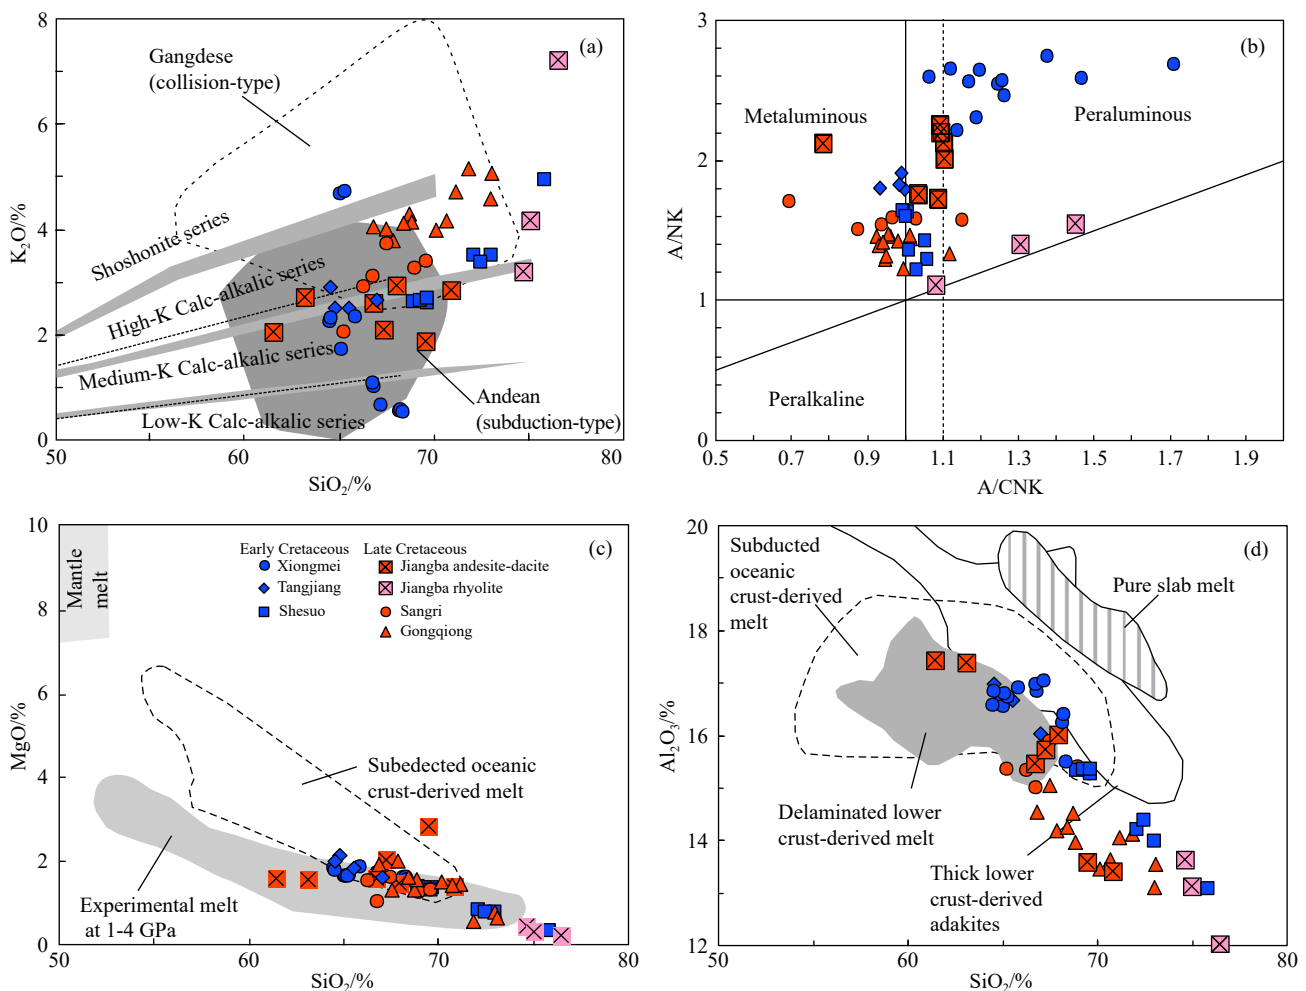 (a)
Gangdese
(collision-type)
Shoshonite series
High-K Calc-alkalic series
Medium-K Calc-alkalic series
Low-K Calc-alkalic series
Andean
(subduction-type)
8
6
4
2
0
K2O/%
50
60
70
80
SiO2/%
(b)
Metaluminous
Peraluminous
Peralkaline
3
2
1
0
A/NK
0.5
0.7
0.9
1.1
1.3
1.5
1.7
1.9
A/CNK
(c)
Mantle
melt
Early Cretaceous
Xiongmei
Tangjiang
Shesuo
Late Cretaceous
Jiangba andesite-dacite
Jiangba rhyolite
Sangri
Gongqiong
Subedected oceanic
crust-derived melt
Experimental melt
at 1-4 GPa
10
8
6
4
2
0
MgO/%
50
60
70
80
SiO2/%
(d)
Subducted
oceanic
crust-derived
melt
Pure slab melt
Delaminated lower
crust-derived melt
Thick lower
crust-derived
adakites
20
18
16
14
12
Al2O3/%
50
60
70
80
SiO2/%